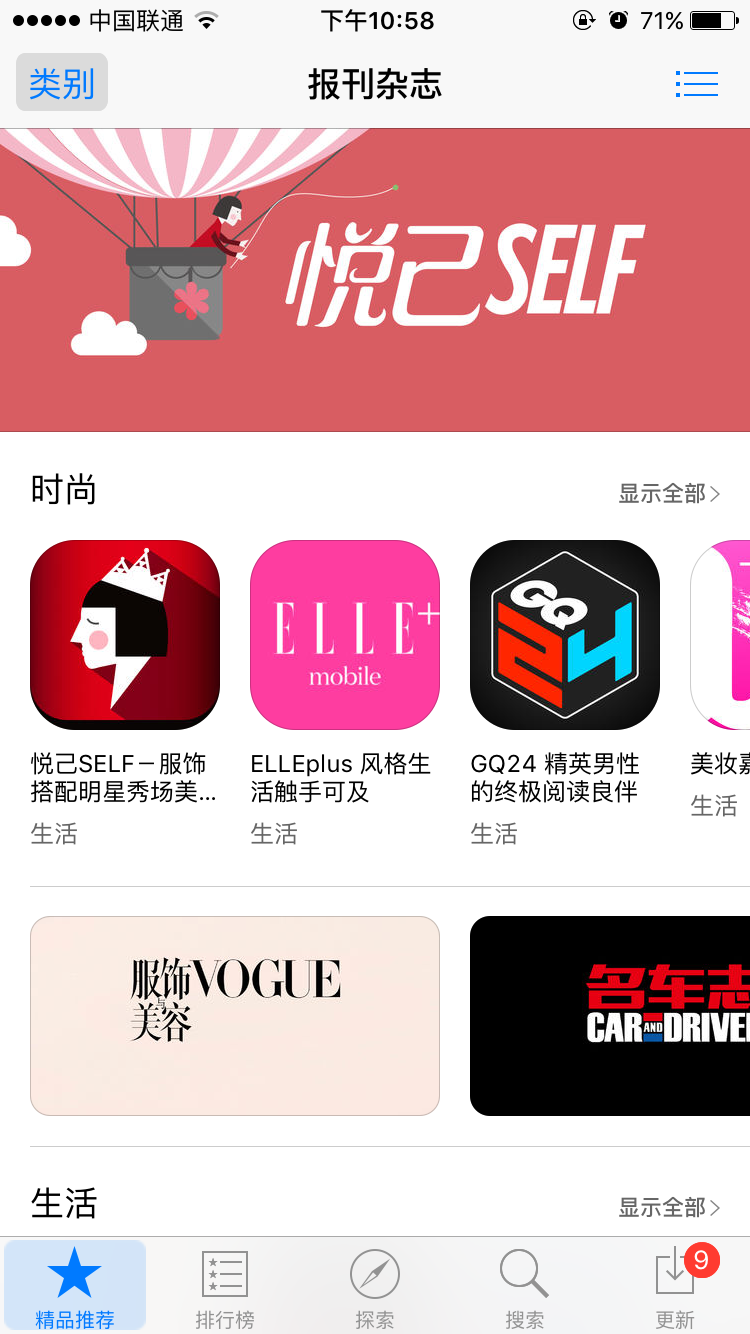 中国联通
下午10:58
71%
类别
报刊杂志
悦己SELF
时尚
显示全部
ELLE+
mobile
GQ
24
悦己SELF－服饰
搭配明星秀场美...
生活
ELLEplus 风格生
活触手可及
生活
GQ24 精英男性
的终极阅读良伴
生活
美妆
生活
服饰与美容VOGUE
名车志
CAR AND DRIVER
生活
显示全部
精品推荐
排行榜
探索
搜索
9
更新